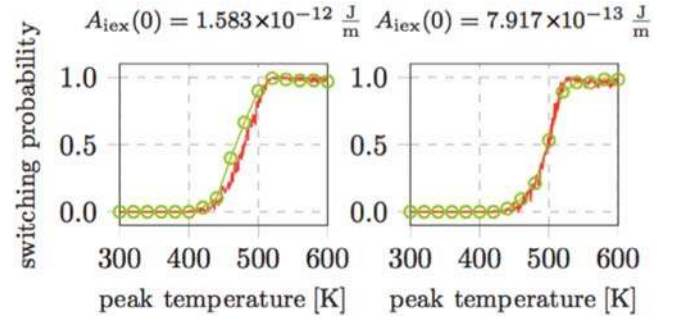 A_iex(0) = 1.583×10^−12 J/m A_iex(0) = 7.917×10^−13 J/m
switching probability
1.0 1.0
0.5 0.5
0.0 0.0
300 400 500 600 300 400 500 600
peak temperature [K] peak temperature [K]